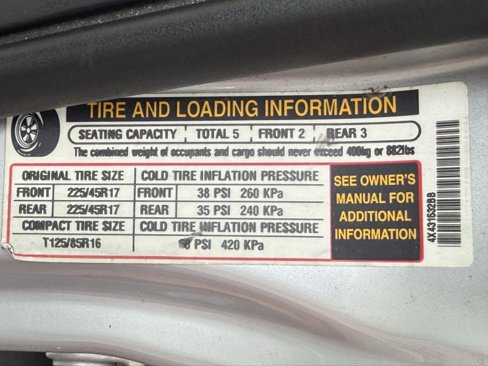 TIRE AND LOADING INFORMATION
SEATING CAPACITY TOTAL 5 FRONT 2 REAR 3
The combined weight of occupants and cargo should never exceed 400kg or 882lbs
ORIGINAL TIRE SIZE COLD TIRE INFLATION PRESSURE
FRONT 225/45R17 FRONT 38 PSI 260 KPa
REAR 225/45R17 REAR 35 PSI 240 KPa
COMPACT TIRE SIZE COLD TIRE INFLATION PRESSURE
T125/85R16 PSI 420 KPa
SEE OWNER'S
MANUAL FOR
ADDITIONAL
INFORMATION
4X431532BB